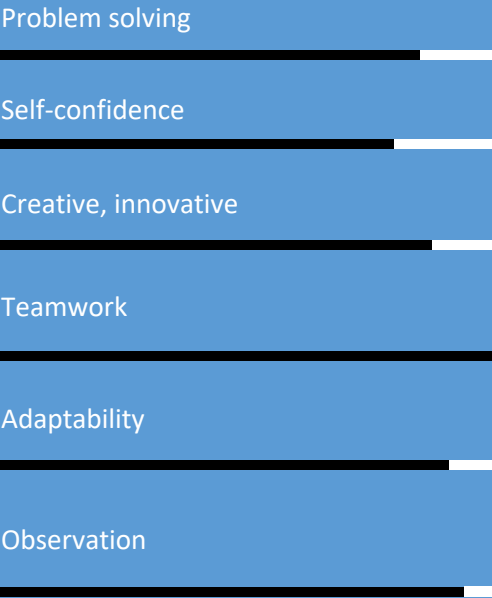 Problem solving
Self-confidence
Creative, innovative
Teamwork
Adaptability
Observation